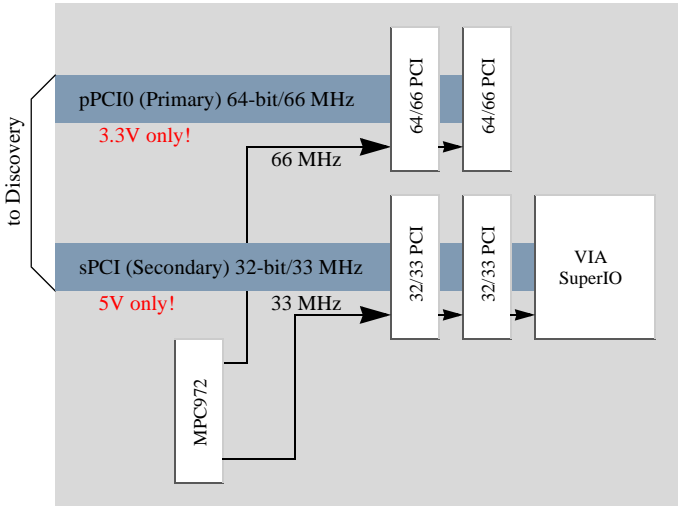 to Discovery
pPCI0 (Primary) 64-bit/66 MHz
3.3V only!
66 MHz
64/66 PCI
64/66 PCI
sPCI (Secondary) 32-bit/33 MHz
5V only!
33 MHz
32/33 PCI
32/33 PCI
VIA
SuperIO
MPC972